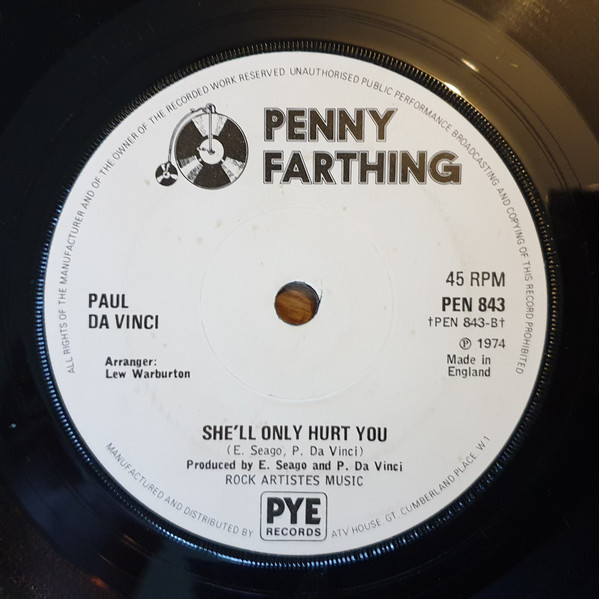 ALL RIGHTS OF THE MANUFACTURER AND OF THE OWNER OF THE RECORDED WORK RESERVED. UNAUTHORISED PUBLIC PERFORMANCE BROADCASTING AND COPYING OF THIS RECORD PROHIBITED
PENNY
FARTHING
45 RPM
PEN 843
†PEN 843-B†
℗ 1974
Made in
England
PAUL
DA VINCI
Arranger:
Lew Warburton
SHE'LL ONLY HURT YOU
(E. Seago, P. Da Vinci)
Produced by E. Seago and P. Da Vinci
ROCK ARTISTES MUSIC
PYE
RECORDS
MANUFACTURED AND DISTRIBUTED BY
ATV HOUSE GT. CUMBERLAND PLACE. W 1